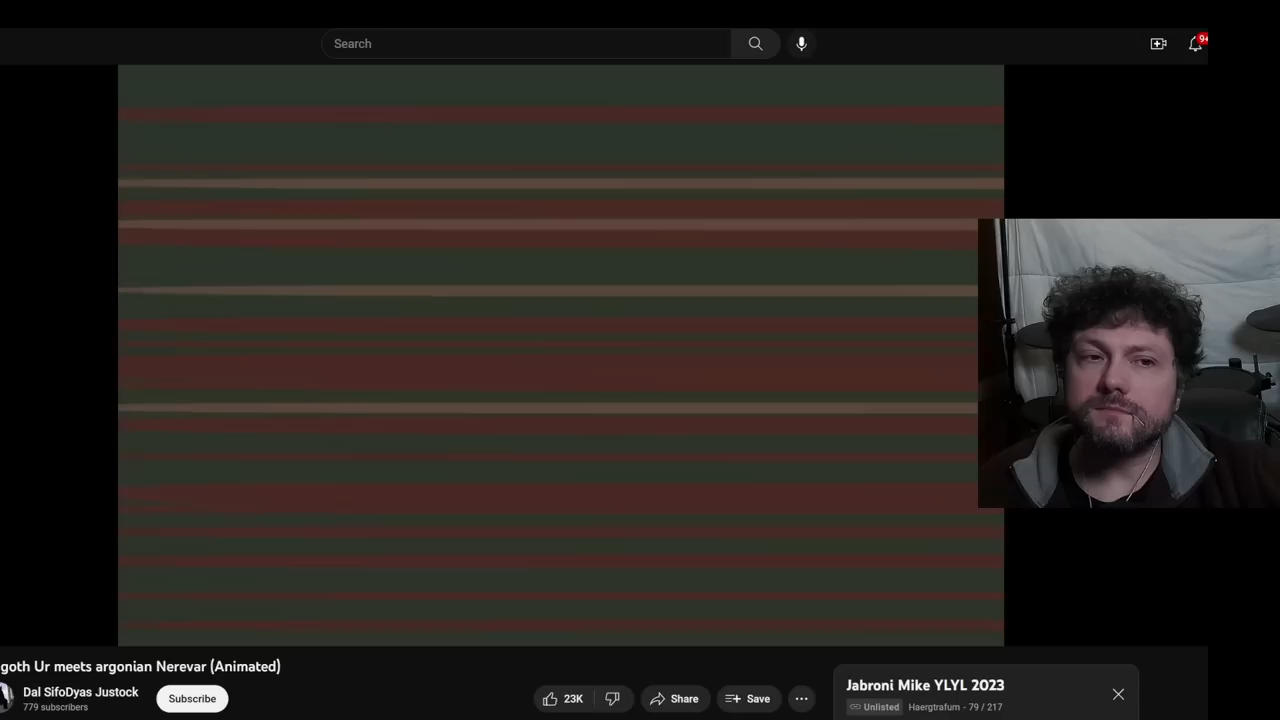 Search
9+
goth Ur meets argonian Nerevar (Animated)
Dal SifoDyas Justock
779 subscribers
Subscribe
23K
Share
Save
Jabroni Mike YLYL 2023
Unlisted
Haergtrafum - 79 / 217